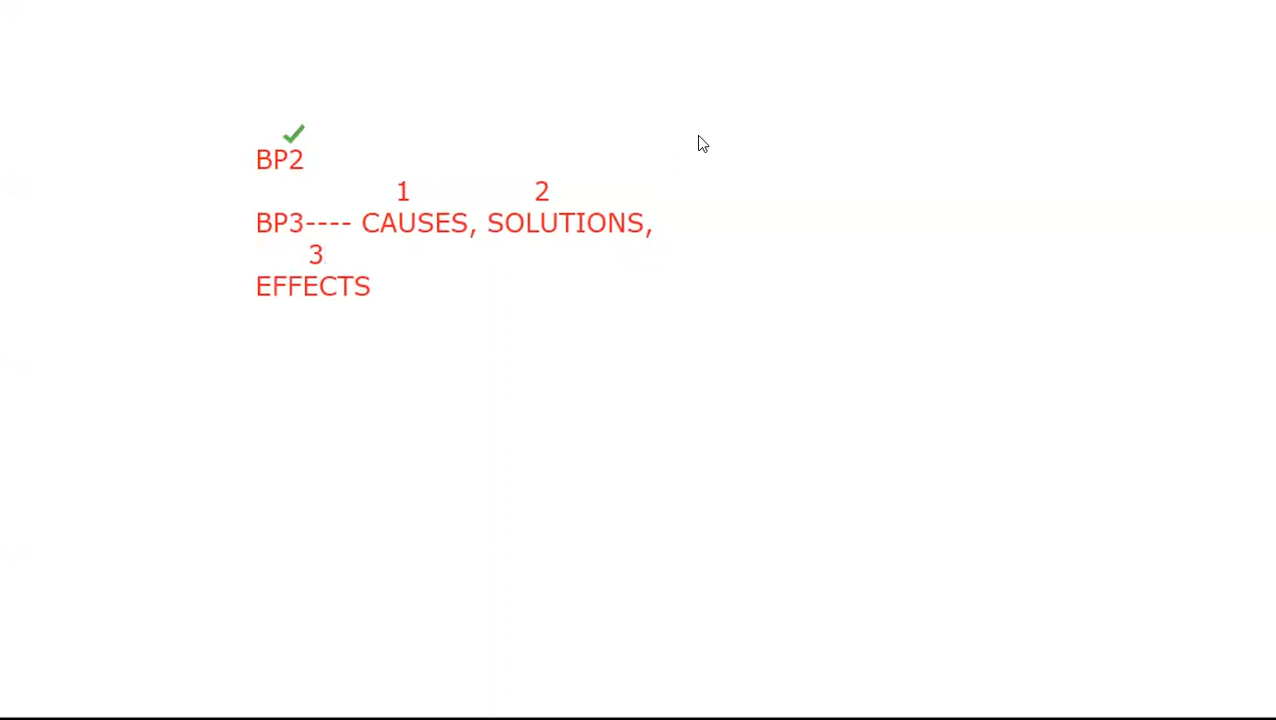 BP2
1 2
BP3---- CAUSES, SOLUTIONS,
3
EFFECTS